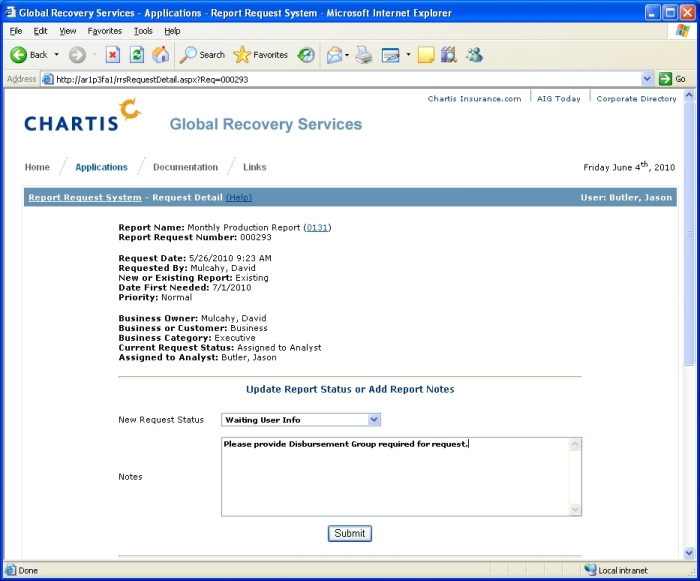 Global Recovery Services - Applications - Report Request System - Microsoft Internet Explorer
File Edit View Favorites Tools Help
Back Search Favorites
Address http://ar1p3fa1/rrsRequestDetail.aspx?Req=000293 Go
Chartis Insurance.com AIG Today Corporate Directory
CHARTIS Global Recovery Services
Home Applications Documentation Links Friday June 4th, 2010
Report Request System - Request Detail (Help) User: Butler, Jason
Report Name: Monthly Production Report (0131)
Report Request Number: 000293
Request Date: 5/26/2010 9:23 AM
Requested By: Mulcahy, David
New or Existing Report: Existing
Date First Needed: 7/1/2010
Priority: Normal
Business Owner: Mulcahy, David
Business or Customer: Business
Business Category: Executive
Current Request Status: Assigned to Analyst
Assigned to Analyst: Butler, Jason
Update Report Status or Add Report Notes
New Request Status Waiting User Info
Please provide Disbursement Group required for request.
Notes
Submit
Done Local intranet